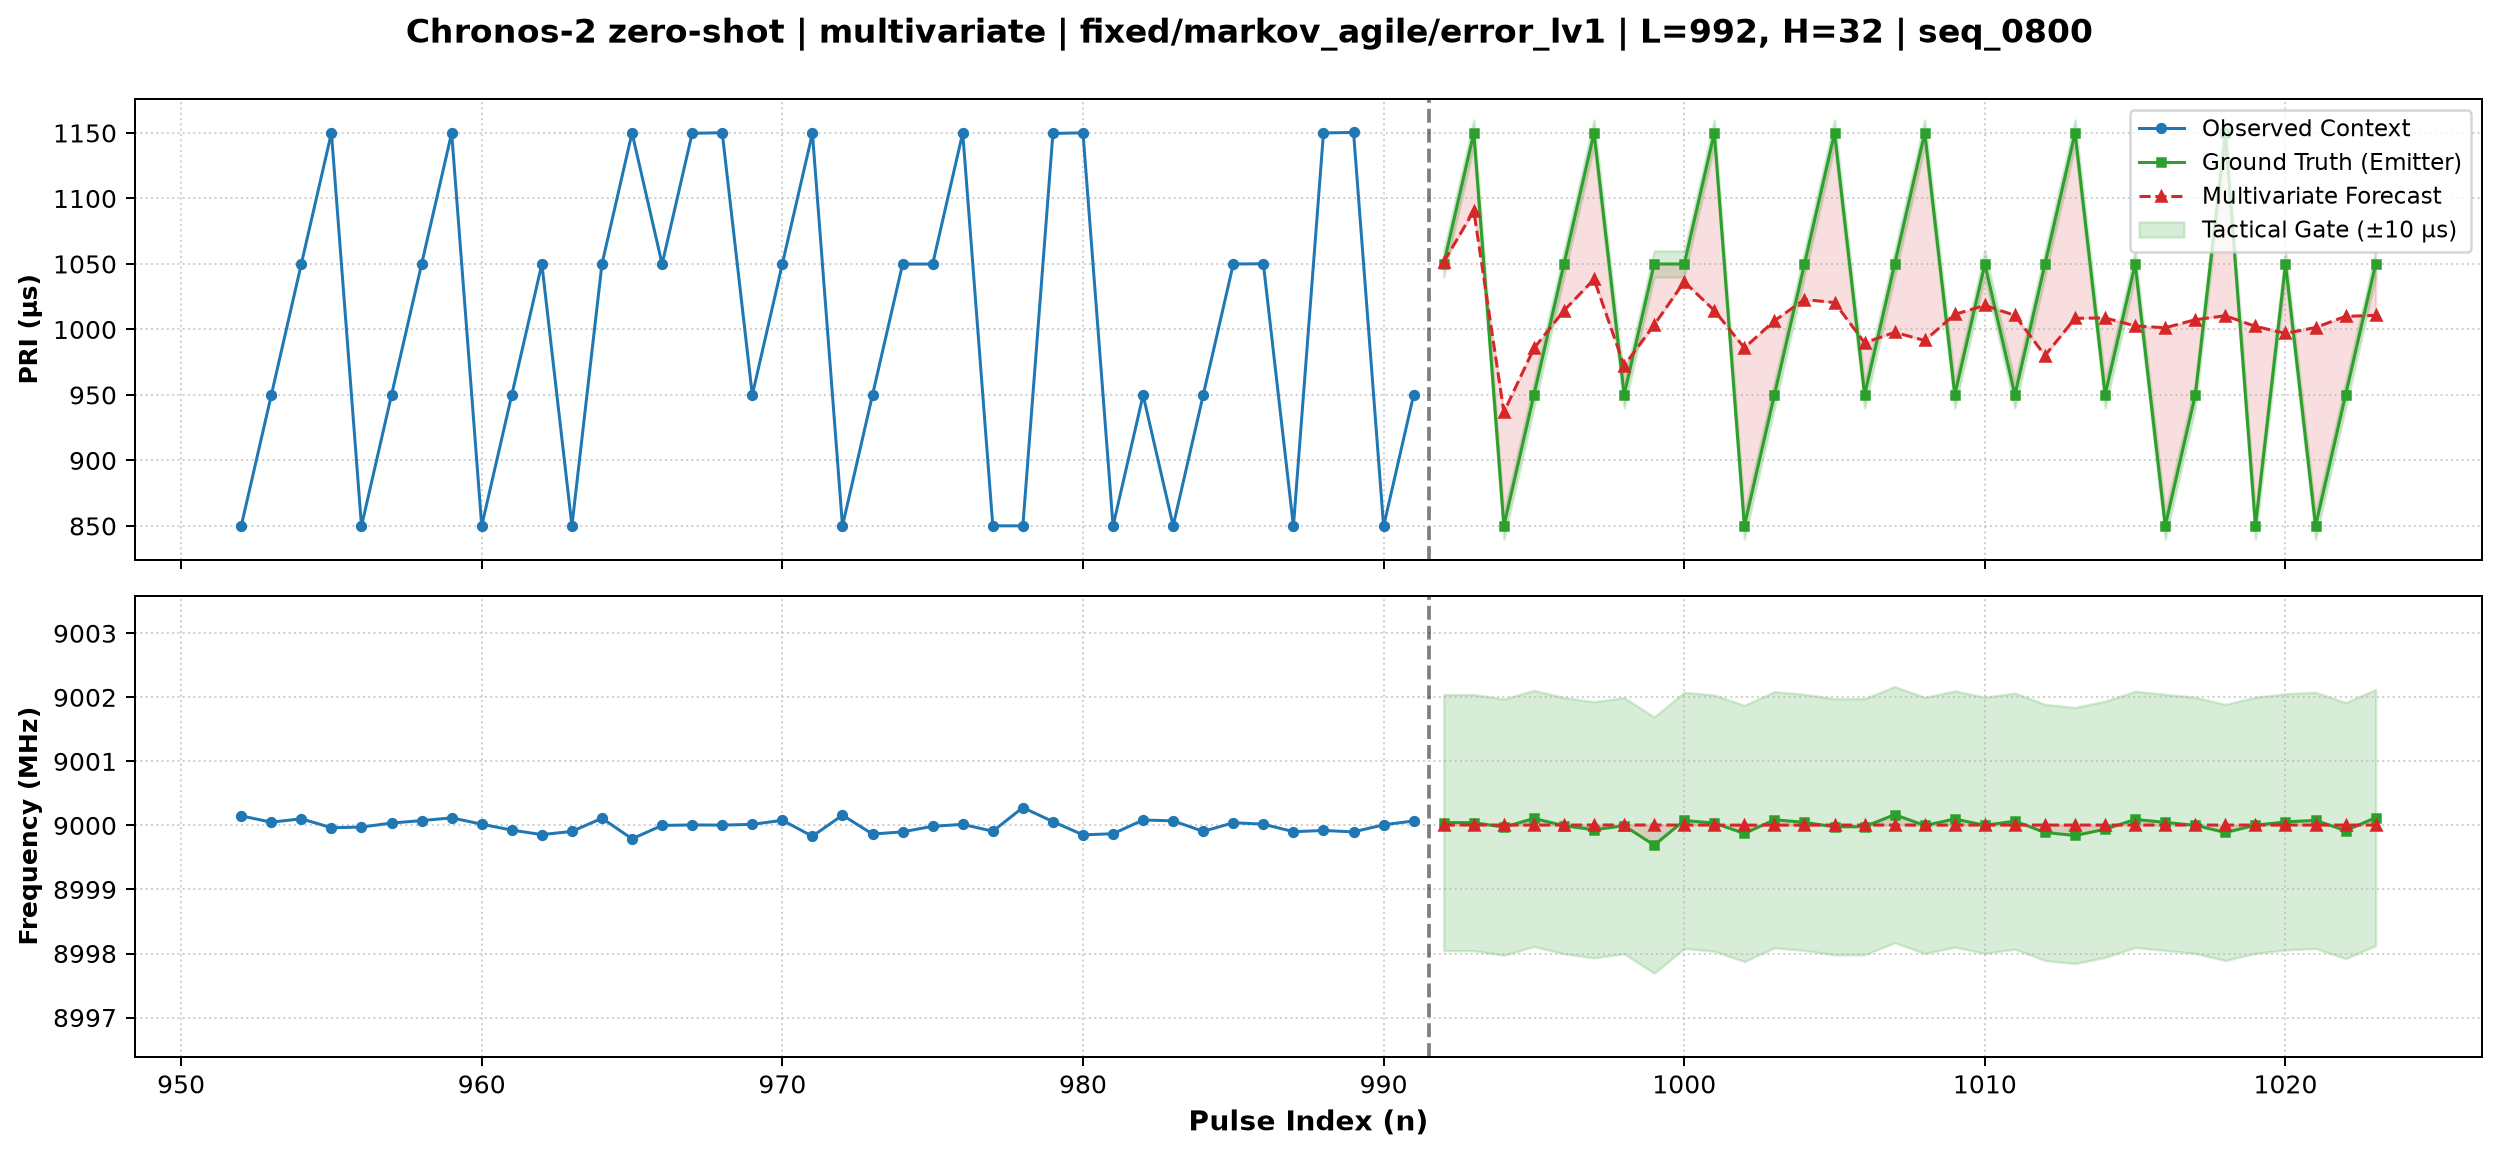 Chronos-2 zero-shot | multivariate | fixed/markov_agile/error_lv1 | L=992, H=32 | seq_0800
1150
1100
1050
1000
950
900
850
PRI (µs)
Observed Context
Ground Truth (Emitter)
Multivariate Forecast
Tactical Gate (±10 µs)
9003
9002
9001
9000
8999
8998
8997
Frequency (MHz)
950 960 970 980 990 1000 1010 1020
Pulse Index (n)